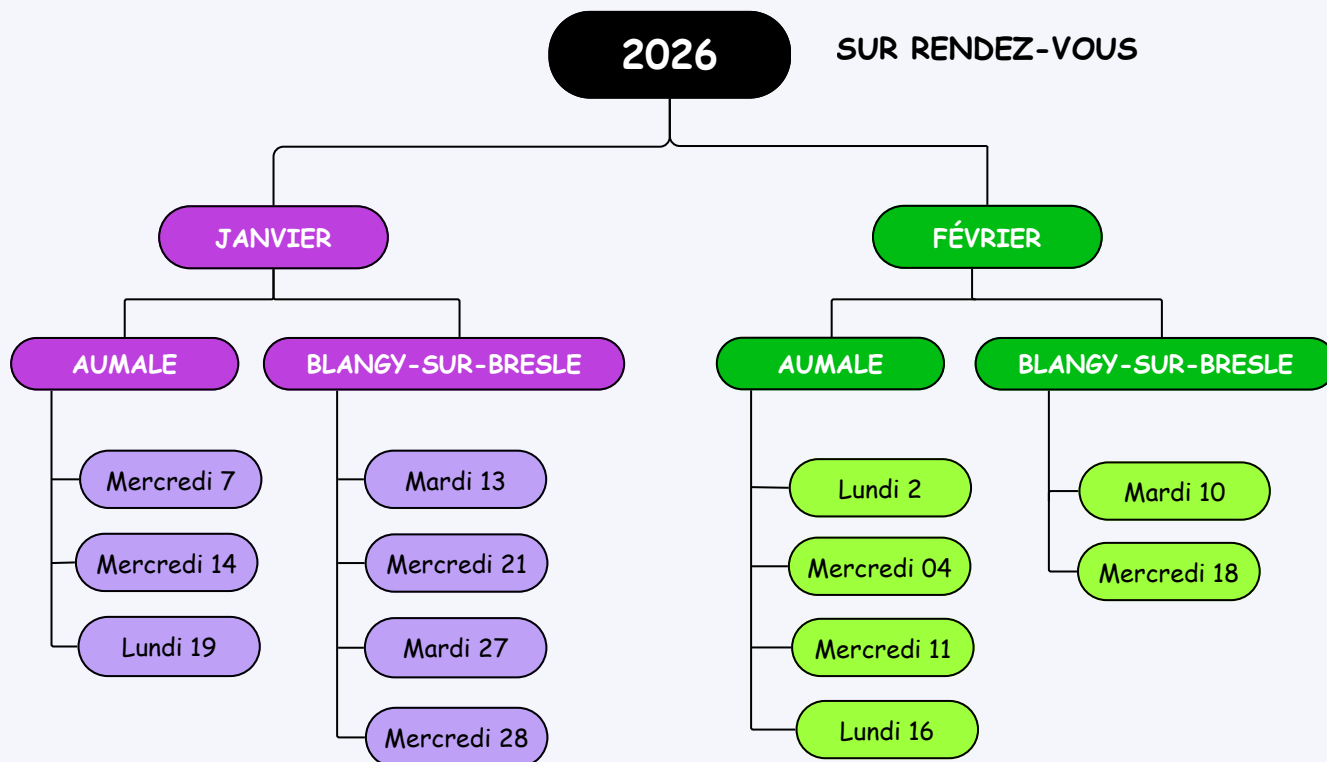 2026
SUR RENDEZ-VOUS
JANVIER
AUMALE
Mercredi 7
Mercredi 14
Lundi 19
BLANGY-SUR-BRESLE
Mardi 13
Mercredi 21
Mardi 27
Mercredi 28
FÉVRIER
AUMALE
Lundi 2
Mercredi 04
Mercredi 11
Lundi 16
BLANGY-SUR-BRESLE
Mardi 10
Mercredi 18